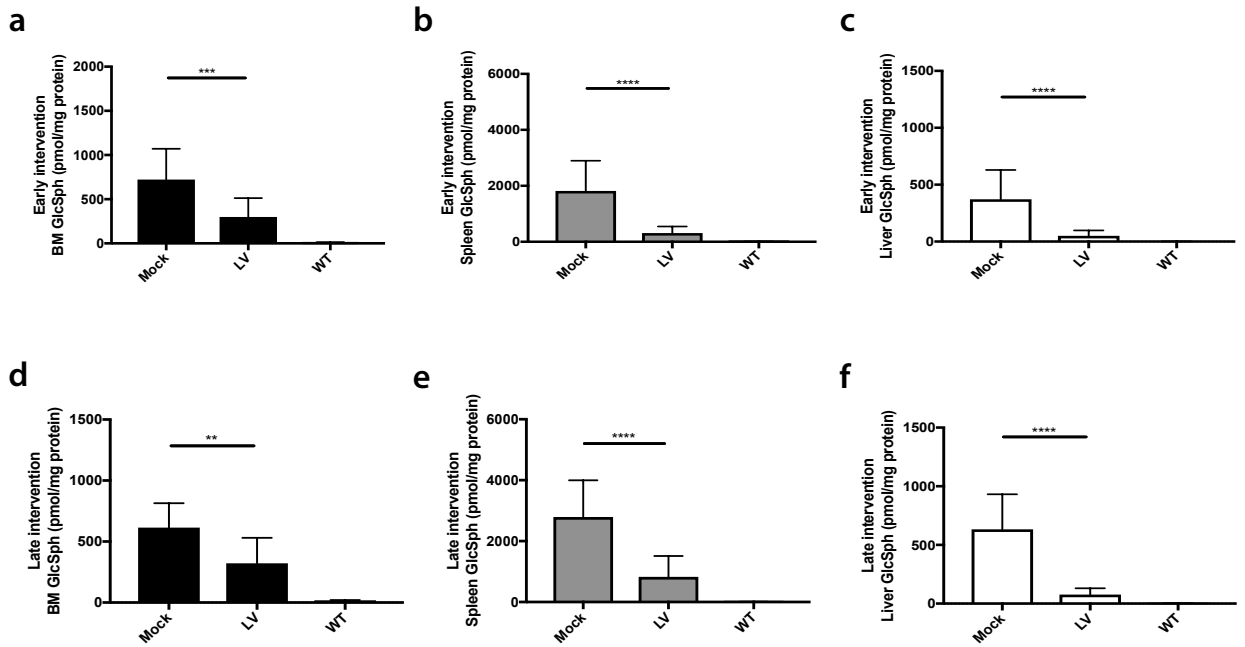 a
Early intervention
BM GlcSph (pmol/mg protein)
2000
1500
1000
500
0
***
Mock
LV
WT
b
Early intervention
Spleen GlcSph (pmol/mg protein)
6000
4000
2000
0
****
Mock
LV
WT
c
Early intervention
Liver GlcSph (pmol/mg protein)
1500
1000
500
0
****
Mock
LV
WT
d
Late intervention
BM GlcSph (pmol/mg protein)
1500
1000
500
0
**
Mock
LV
WT
e
Late intervention
Spleen GlcSph (pmol/mg protein)
6000
4000
2000
0
****
Mock
LV
WT
f
Late intervention
Liver GlcSph (pmol/mg protein)
1500
1000
500
0
****
Mock
LV
WT